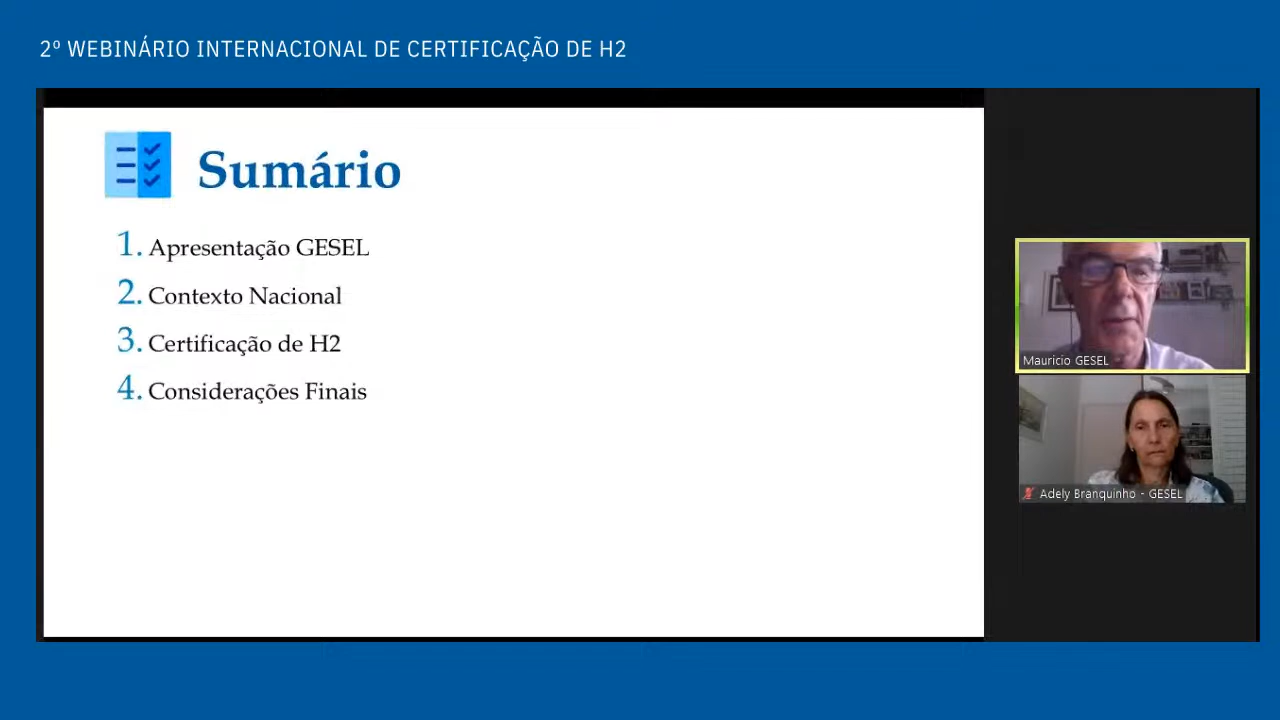 2º WEBINÁRIO INTERNACIONAL DE CERTIFICAÇÃO DE H2
Sumário
1. Apresentação GESEL
2. Contexto Nacional
3. Certificação de H2
4. Considerações Finais
Mauricio GESEL
Adely Branquinho - GESEL